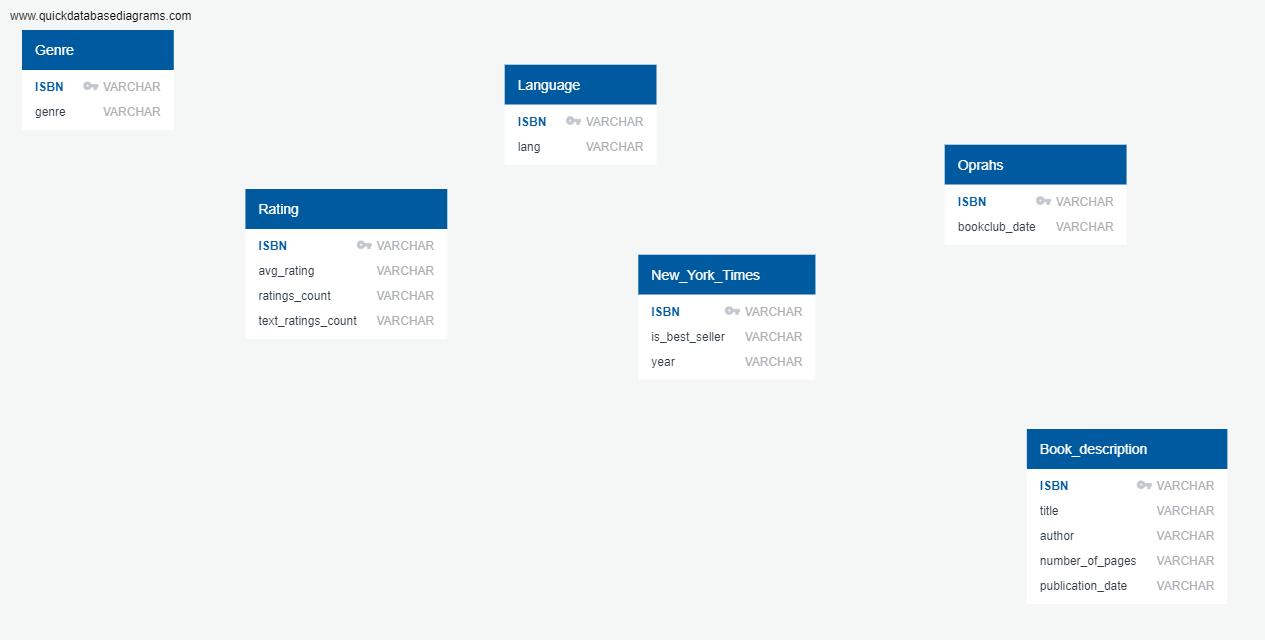 www.quickdatabasediagrams.com
Genre
ISBN VARCHAR
genre VARCHAR
Language
ISBN VARCHAR
lang VARCHAR
Oprahs
ISBN VARCHAR
bookclub_date VARCHAR
Rating
ISBN VARCHAR
avg_rating VARCHAR
ratings_count VARCHAR
text_ratings_count VARCHAR
New_York_Times
ISBN VARCHAR
is_best_seller VARCHAR
year VARCHAR
Book_description
ISBN VARCHAR
title VARCHAR
author VARCHAR
number_of_pages VARCHAR
publication_date VARCHAR